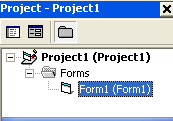 Project - Project1
Project1 (Project1)
Forms
Form1 (Form1)